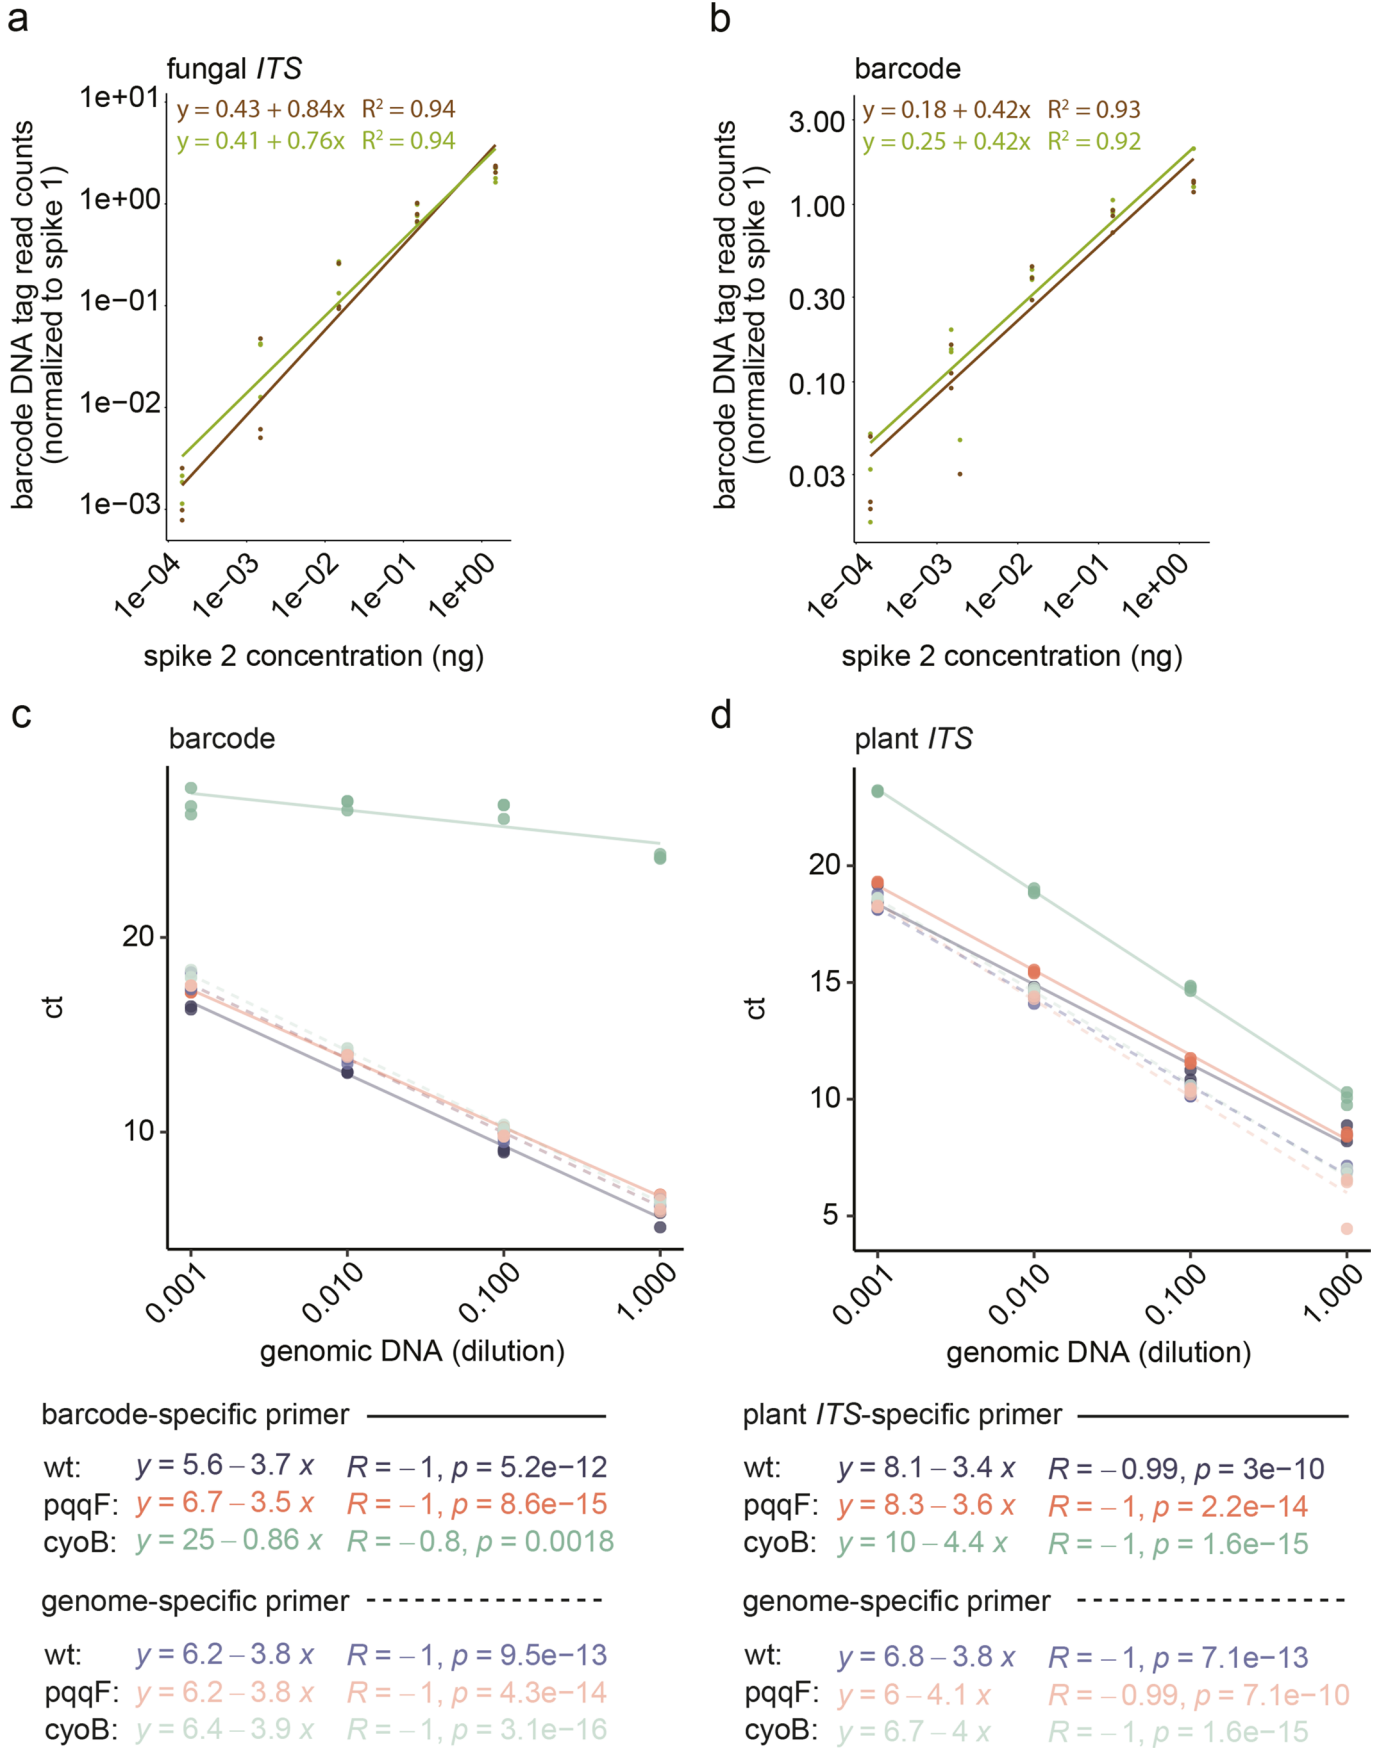 a
fungal ITS
y = 0.43 + 0.84x R² = 0.94
y = 0.41 + 0.76x R² = 0.94
barcode DNA tag read counts
(normalized to spike 1)
1e+01
1e+00
1e−01
1e−02
1e−03
1e−04
1e−03
1e−02
1e−01
1e+00
spike 2 concentration (ng)
b
barcode
y = 0.18 + 0.42x R² = 0.93
y = 0.25 + 0.42x R² = 0.92
barcode DNA tag read counts
(normalized to spike 1)
3.00
1.00
0.30
0.10
0.03
1e−04
1e−03
1e−02
1e−01
1e+00
spike 2 concentration (ng)
c
barcode
ct
20
10
0.001
0.010
0.100
1.000
genomic DNA (dilution)
barcode-specific primer
wt: y = 5.6 – 3.7 x R = −1, p = 5.2e−12
pqqF: y = 6.7 – 3.5 x R = −1, p = 8.6e−15
cyoB: y = 25 – 0.86 x R = −0.8, p = 0.0018
genome-specific primer
wt: y = 6.2 – 3.8 x R = −1, p = 9.5e−13
pqqF: y = 6.2 – 3.8 x R = −1, p = 4.3e−14
cyoB: y = 6.4 – 3.9 x R = −1, p = 3.1e−16
d
plant ITS
ct
20
15
10
5
0.001
0.010
0.100
1.000
genomic DNA (dilution)
plant ITS-specific primer
wt: y = 8.1 – 3.4 x R = −0.99, p = 3e−10
pqqF: y = 8.3 – 3.6 x R = −1, p = 2.2e−14
cyoB: y = 10 – 4.4 x R = −1, p = 1.6e−15
genome-specific primer
wt: y = 6.8 – 3.8 x R = −1, p = 7.1e−13
pqqF: y = 6 – 4.1 x R = −0.99, p = 7.1e−10
cyoB: y = 6.7 – 4 x R = −1, p = 1.6e−15